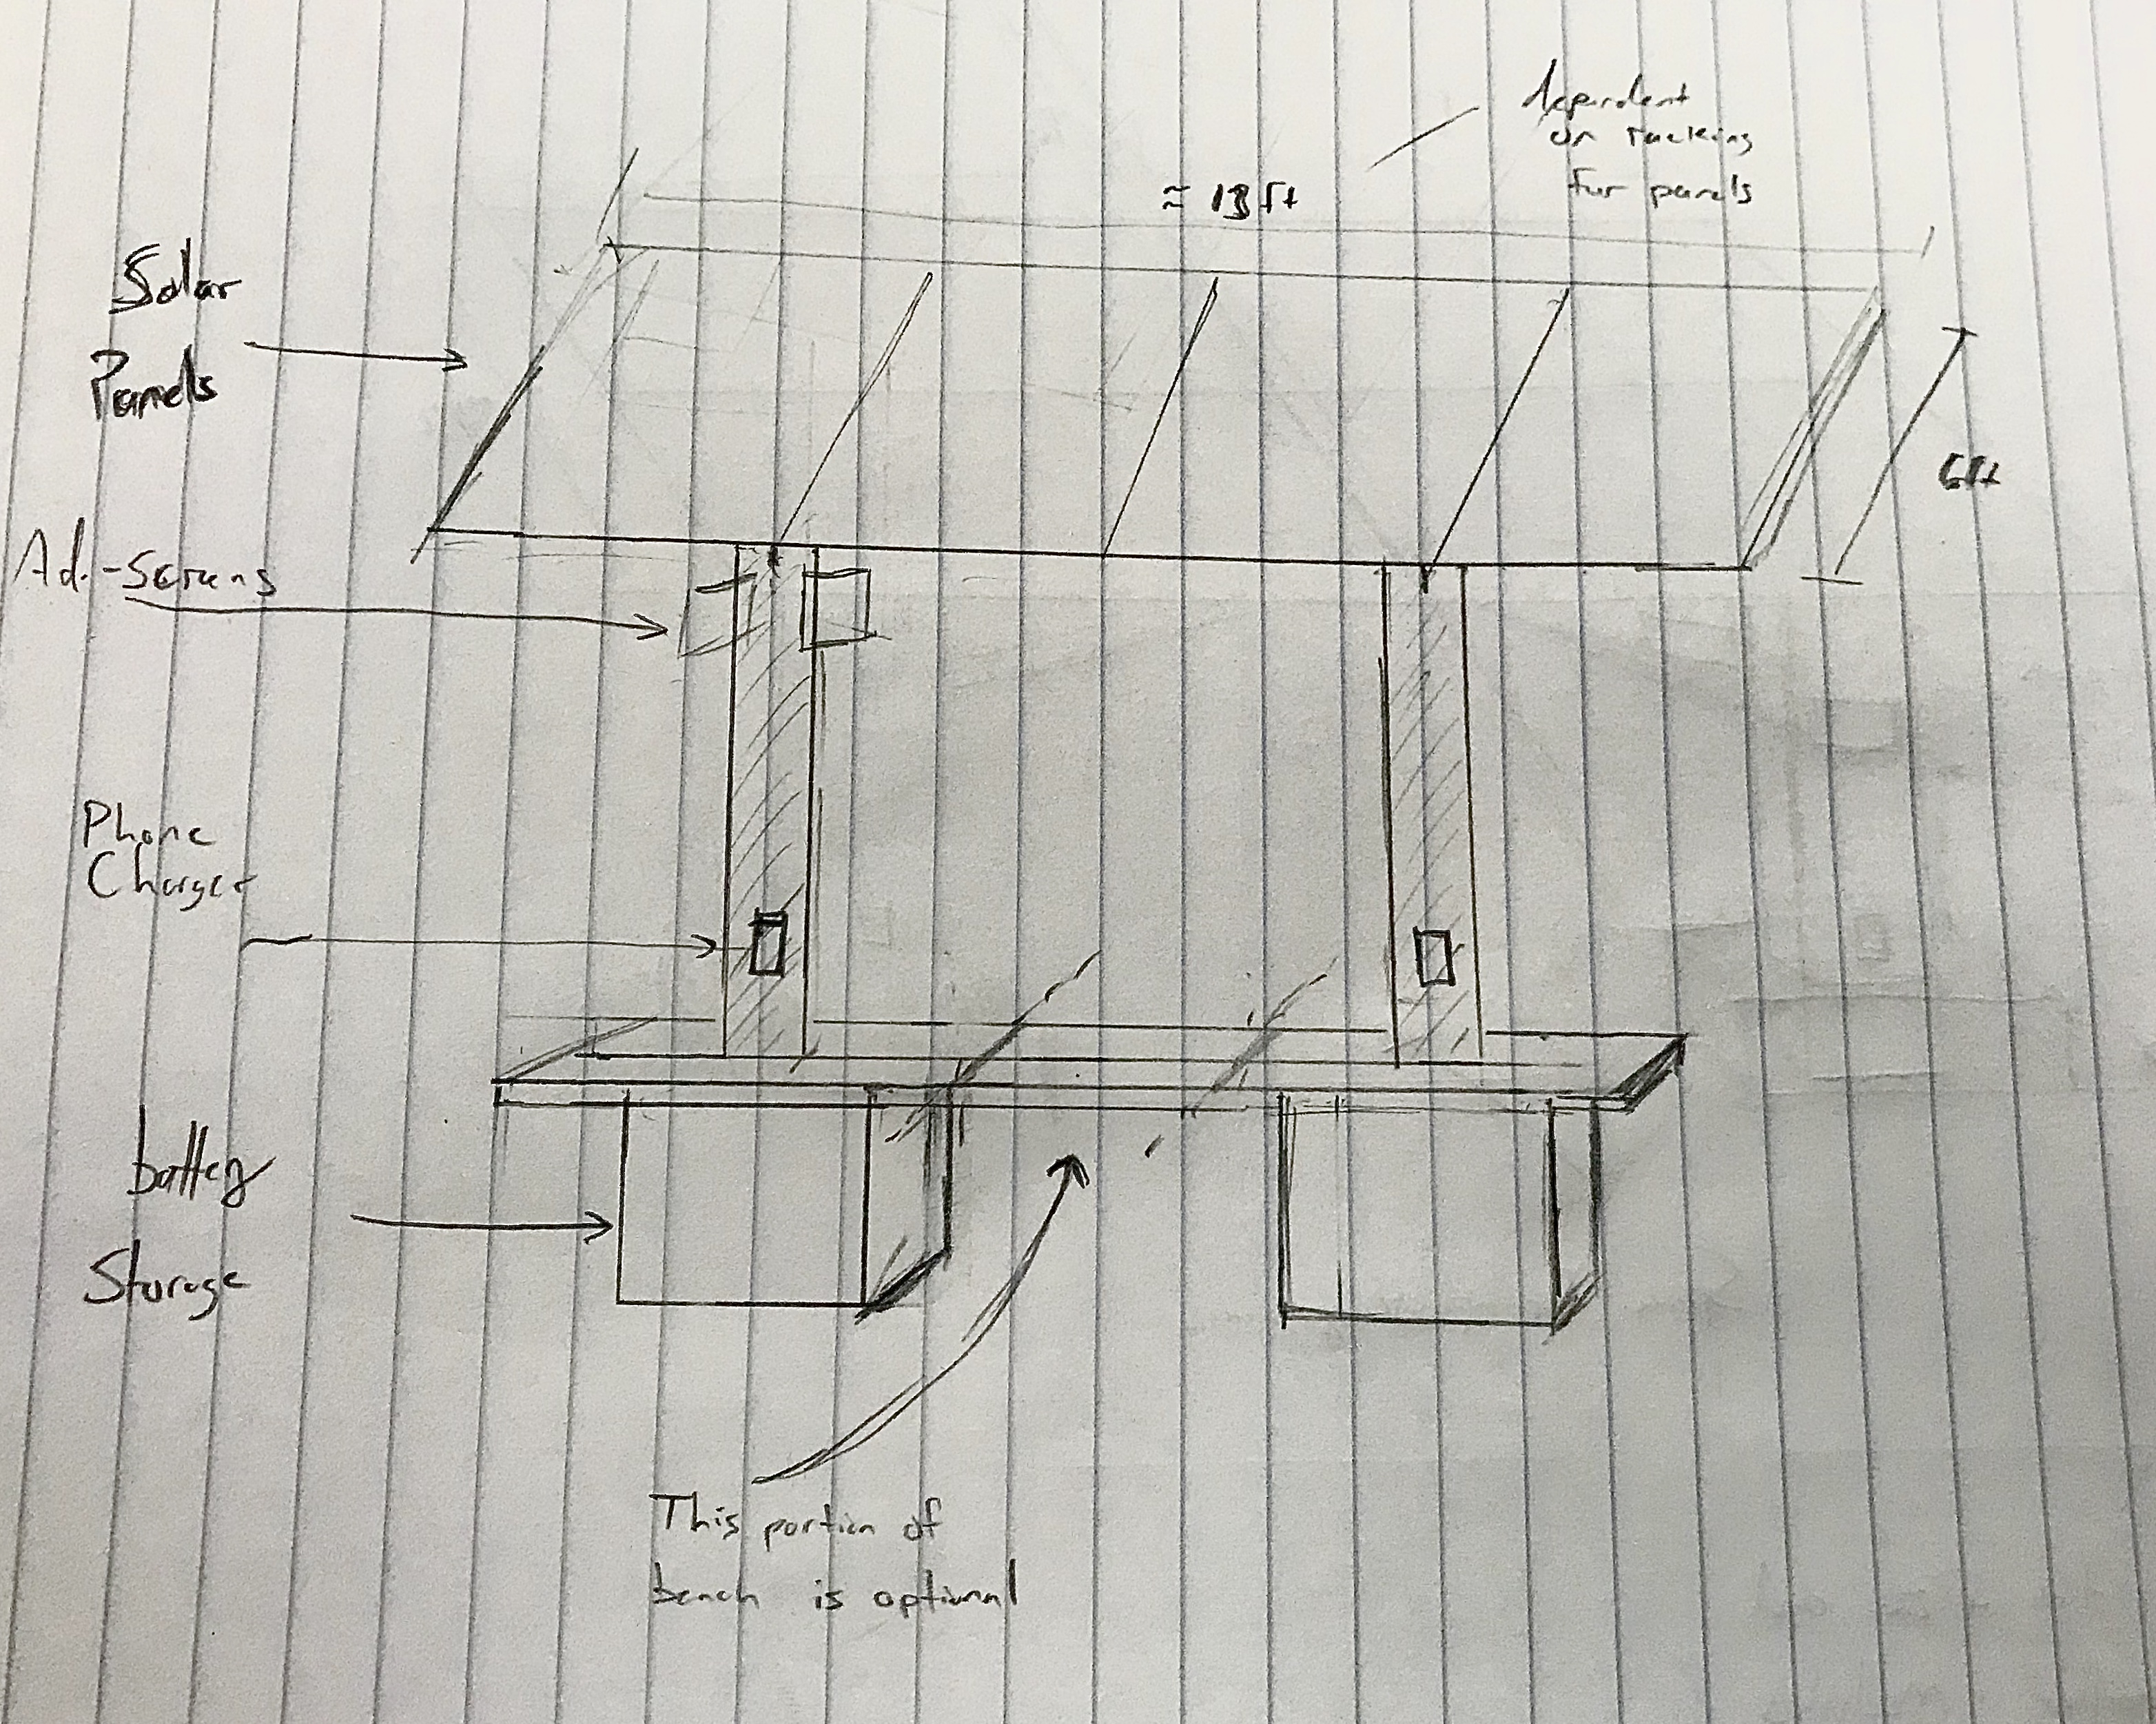 dependent
on racking
for panels
≈ 13 ft
Solar
Panels
6ft
Ad-Screens
Phone
Charger
battery
Storage
This portion of
bench is optional